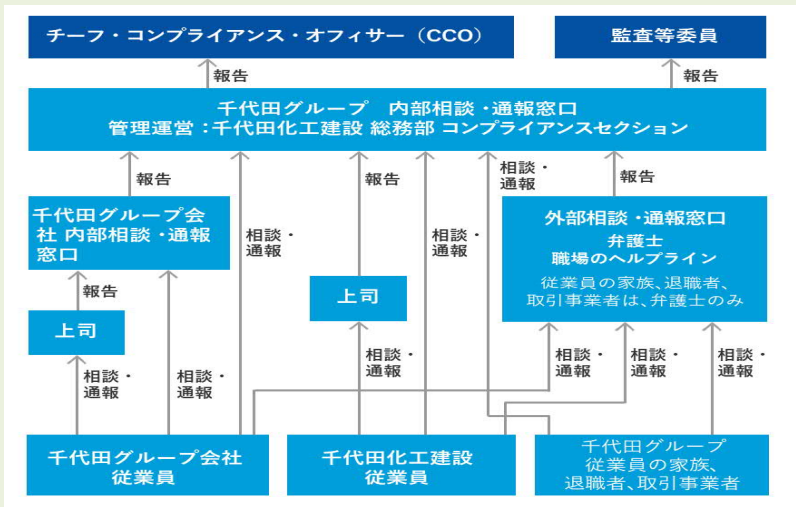 チーフ・コンプライアンス・オフィサー（CCO）
監査等委員
報告
報告
千代田グループ　内部相談・通報窓口
管理運営：千代田化工建設 総務部 コンプライアンスセクション
報告
報告
相談・
通報
報告
千代田グループ会
社 内部相談・通報
窓口
相談・
通報
相談・
通報
外部相談・通報窓口
弁護士
職場のヘルプライン
従業員の家族、退職者、
取引事業者は、弁護士のみ
報告
上司
上司
相談・
通報
相談・
通報
相談・
通報
相談・
通報
相談・
通報
相談・
通報
千代田グループ会社
従業員
千代田化工建設
従業員
千代田グループ
従業員の家族、
退職者、取引事業者